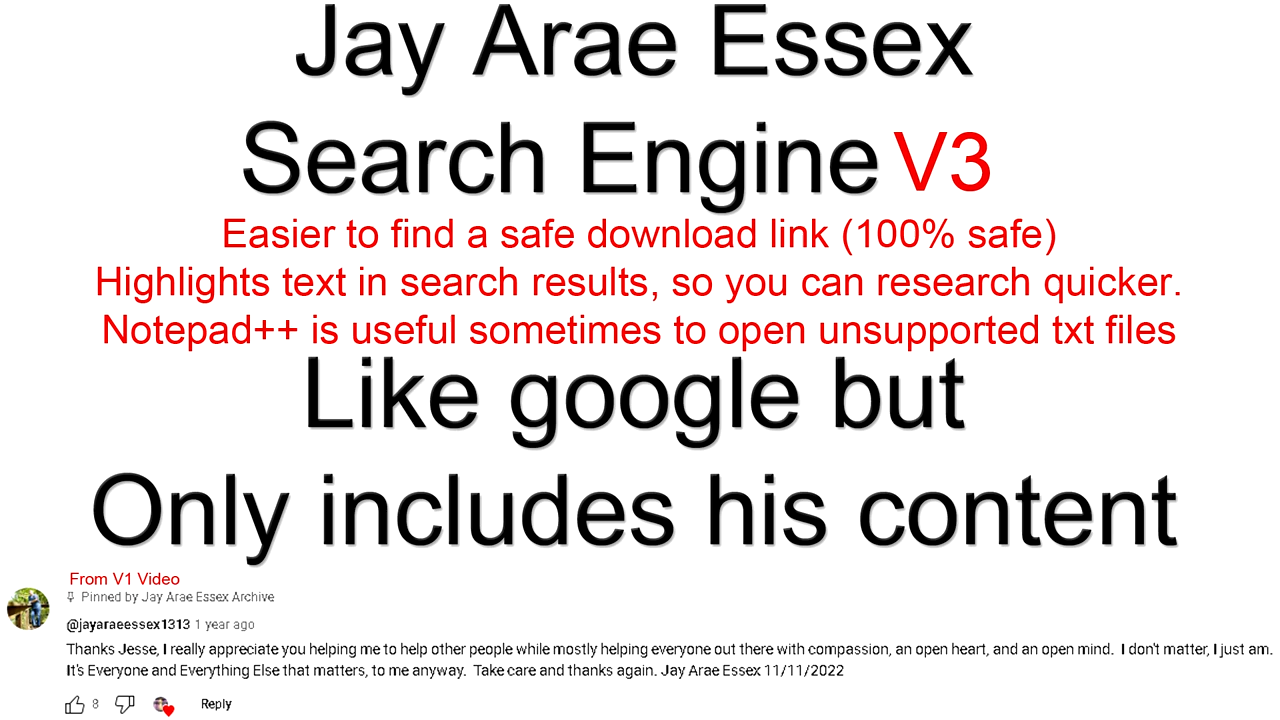 Jay Arae Essex
Search Engine V3
Easier to find a safe download link (100% safe)
Highlights text in search results, so you can research quicker.
Notepad++ is useful sometimes to open unsupported txt files
Like google but
Only includes his content
From V1 Video
Pinned by Jay Arae Essex Archive
@jayaraeessex1313 1 year ago
Thanks Jesse, I really appreciate you helping me to help other people while mostly helping everyone out there with compassion, an open heart, and an open mind.  I don't matter, I just am.
It's Everyone and Everything Else that matters, to me anyway.  Take care and thanks again. Jay Arae Essex 11/11/2022
8 Reply